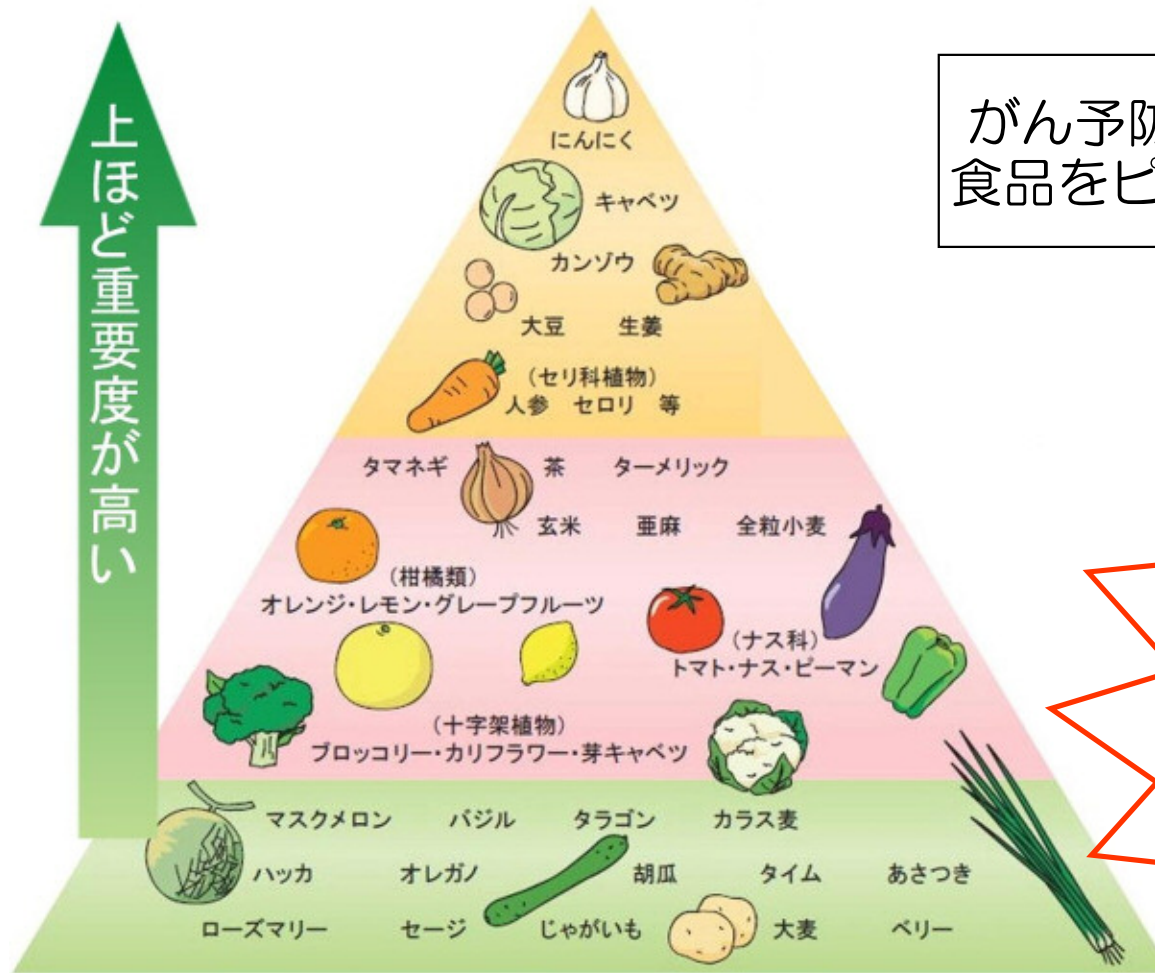 上ほど重要度が高い
がん予防
食品をピ
にんにく
キャベツ
カンゾウ
大豆 生姜
(セリ科植物)
人参 セロリ 等
タマネギ 茶 ターメリック
玄米 亜麻 全粒小麦
(柑橘類)
オレンジ・レモン・グレープフルーツ
(ナス科)
トマト・ナス・ピーマン
(十字架植物)
ブロッコリー・カリフラワー・芽キャベツ
マスクメロン バジル タラゴン カラス麦
ハッカ オレガノ 胡瓜 タイム あさつき
ローズマリー セージ じゃがいも 大麦 ベリー